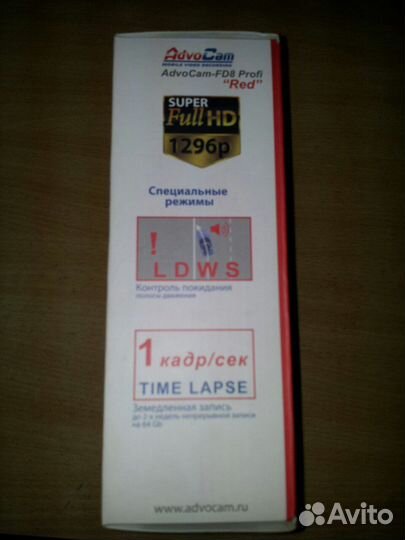 AdvoCam
MOBILE VIDEO RECORDING
AdvoCam-FD8 Profi
"Red"
SUPER
Full HD
1296p
Специальные
режимы
!
LDWS
Контроль покидания
полосы движения
1 кадр/сек
TIME LAPSE
Замедленная запись
до 2-х недель непрерывной записи
на 64 Gb
www.advocam.ru
Avito